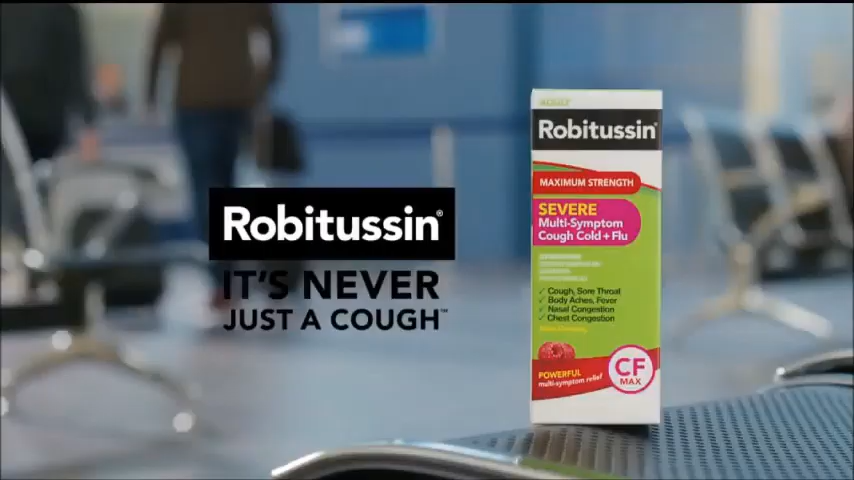 Robitussin®
IT'S NEVER
JUST A COUGH™
ADULT
Robitussin®
MAXIMUM STRENGTH
SEVERE
Multi-Symptom
Cough Cold + Flu
✓ Cough, Sore Throat
✓ Body Aches, Fever
✓ Nasal Congestion
✓ Chest Congestion
POWERFUL
multi-symptom relief
CF
MAX